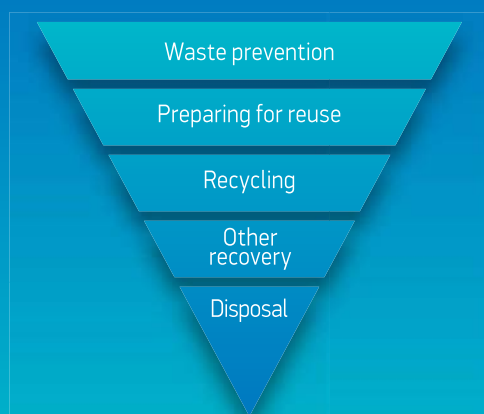 Waste prevention
Preparing for reuse
Recycling
Other
recovery
Disposal